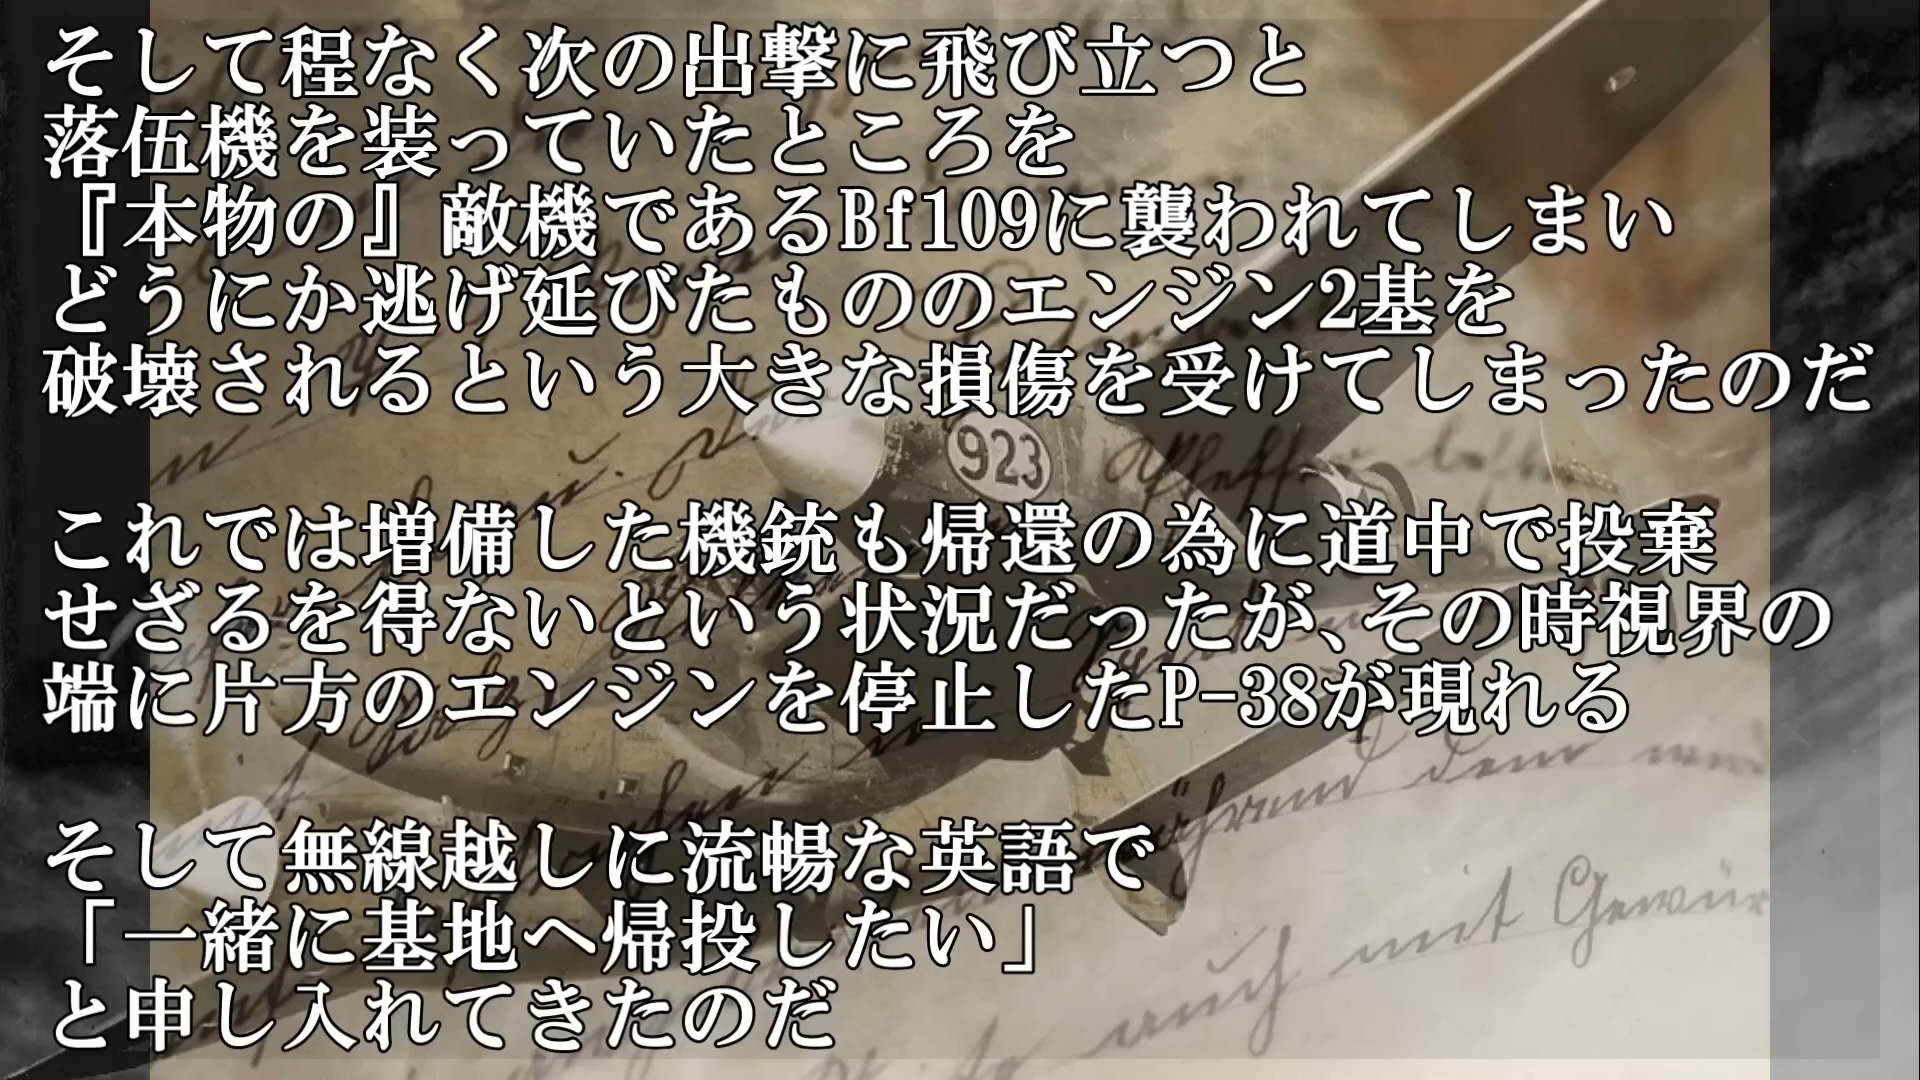 そして程なく次の出撃に飛び立つと
落伍機を装っていたところを
『本物の』敵機であるBf109に襲われてしまい
どうにか逃げ延びたもののエンジン2基を
破壊されるという大きな損傷を受けてしまったのだ
923
これでは増備した機銃も帰還の為に道中で投棄
せざるを得ないという状況だったが、その時視界の
端に片方のエンジンを停止したP-38が現れる
während dem
そして無線越しに流暢な英語で
「一緒に基地へ帰投したい」
auch mit
と申し入れてきたのだ